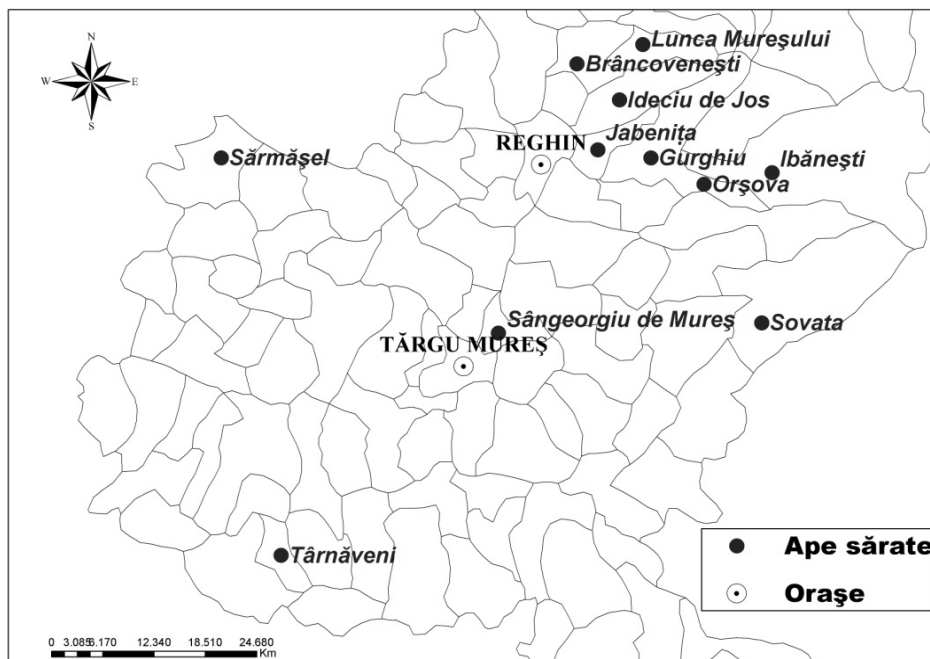 N
W E
S
Lunca Mureşului
Brâncoveneşti
Ideciu de Jos
Jabeniţa
REGHIN
Gurghiu
Ibăneşti
Orşova
Sărmăşel
Sângeorgiu de Mureş
Sovata
TĂRGU MUREŞ
Târnăveni
Ape sărate
Oraşe
0 3.085 6.170 12.340 18.510 24.680
Km